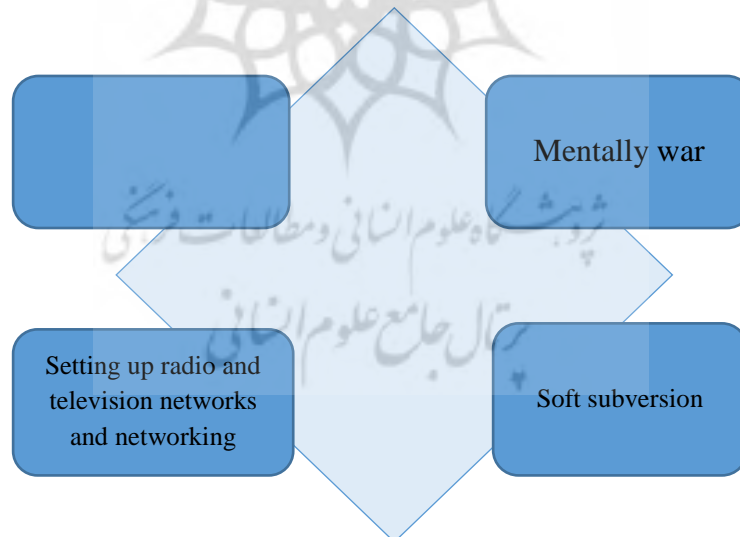 Mentally war
پژوهشگاه علوم انسانی و مطالعات فرهنگی
پرتال جامع علوم انسانی
Setting up radio and
television networks
and networking
Soft subversion